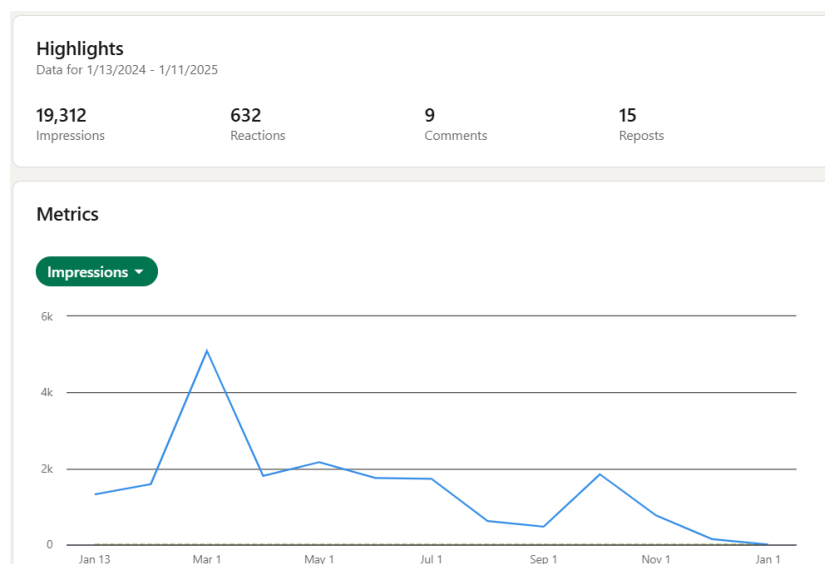 Highlights
Data for 1/13/2024 - 1/11/2025
19,312 632 9 15
Impressions Reactions Comments Reposts
Metrics
Impressions
6k
4k
2k
0
Jan 13 Mar 1 May 1 Jul 1 Sep 1 Nov 1 Jan 1